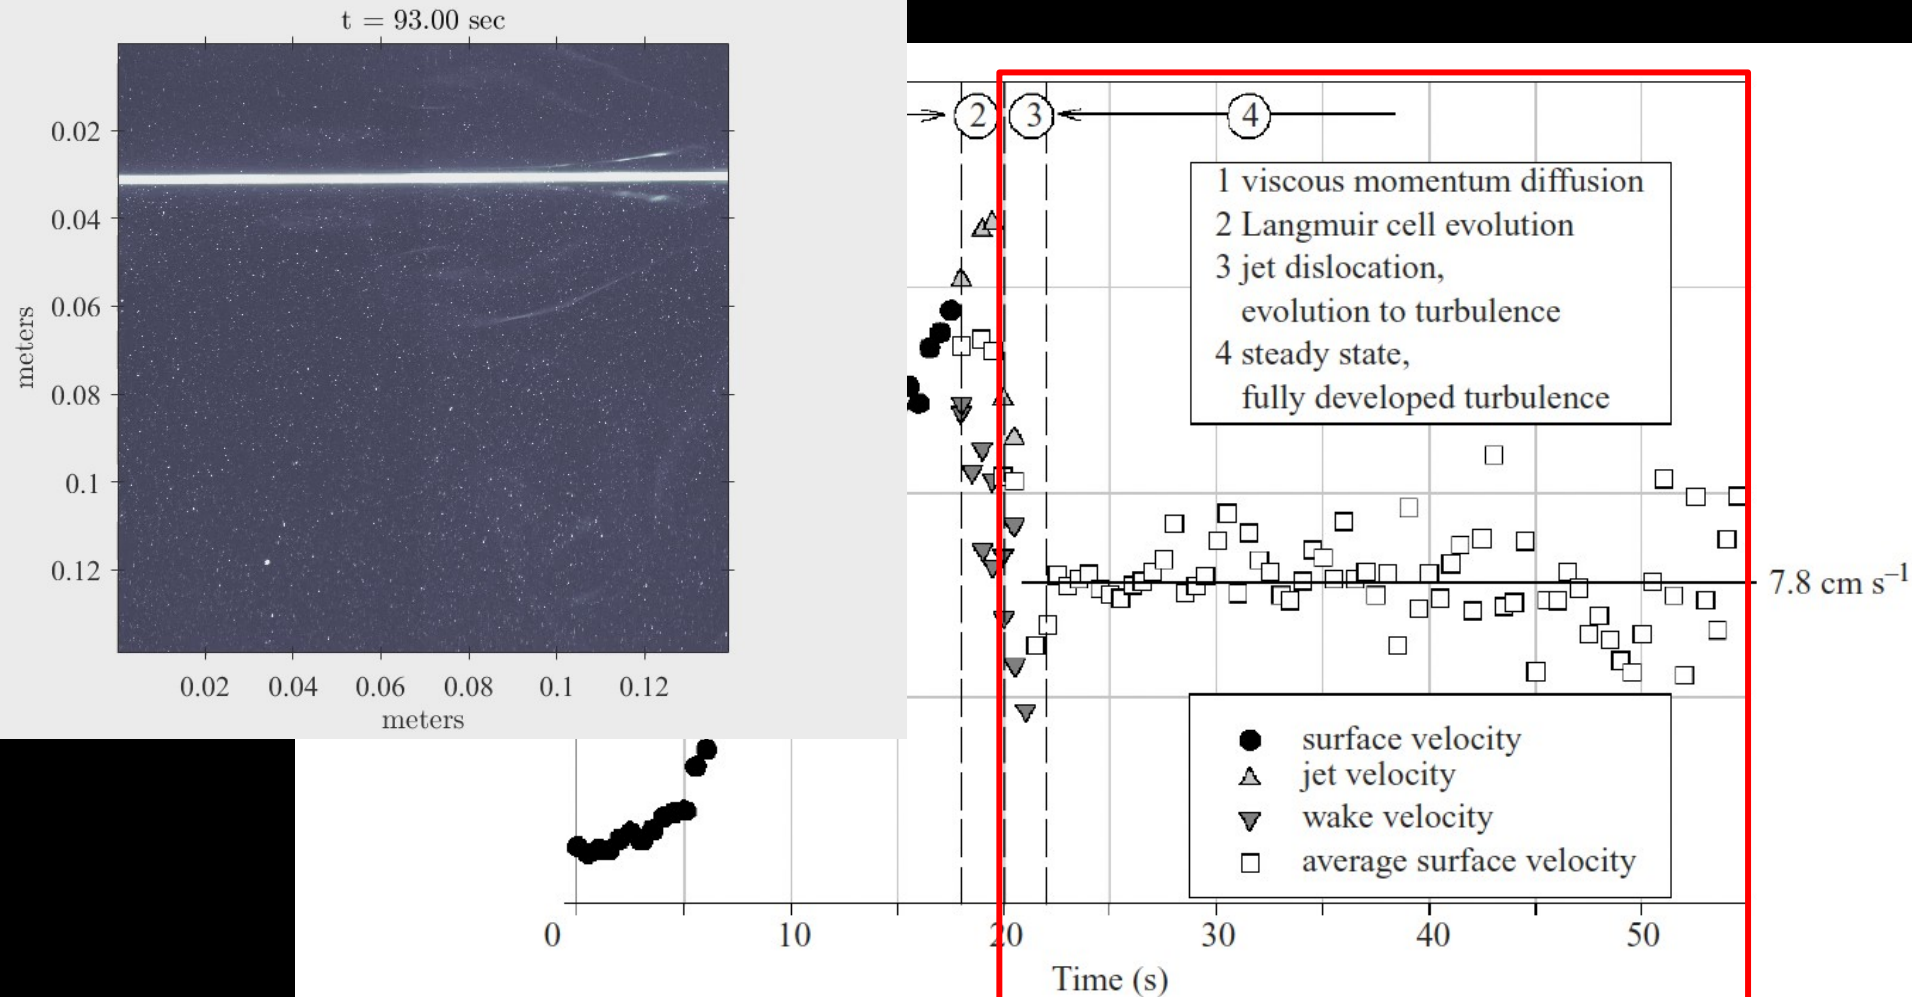 t = 93.00 sec
0.02
0.04
0.06
0.08
0.1
0.12
meters
0.02 0.04 0.06 0.08 0.1 0.12
meters
2 3 4
1 viscous momentum diffusion
2 Langmuir cell evolution
3 jet dislocation,
evolution to turbulence
4 steady state,
fully developed turbulence
7.8 cm s⁻¹
surface velocity
jet velocity
wake velocity
average surface velocity
0 10 20 30 40 50
Time (s)